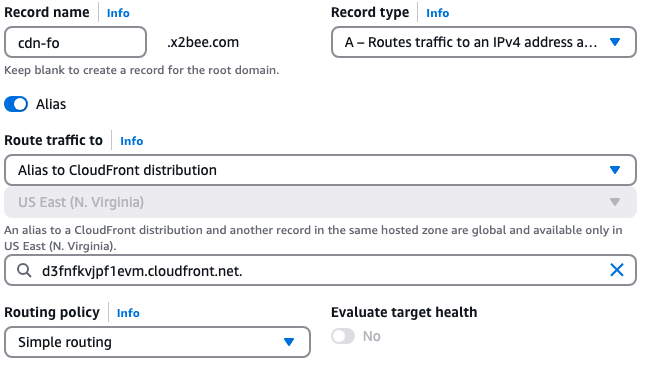 Record name Info Record type Info
cdn-fo .x2bee.com A – Routes traffic to an IPv4 address a...
Keep blank to create a record for the root domain.
Alias
Route traffic to Info
Alias to CloudFront distribution
US East (N. Virginia)
An alias to a CloudFront distribution and another record in the same hosted zone are global and available only in
US East (N. Virginia).
d3fnfkvjpf1evm.cloudfront.net.
Routing policy Info Evaluate target health
Simple routing No